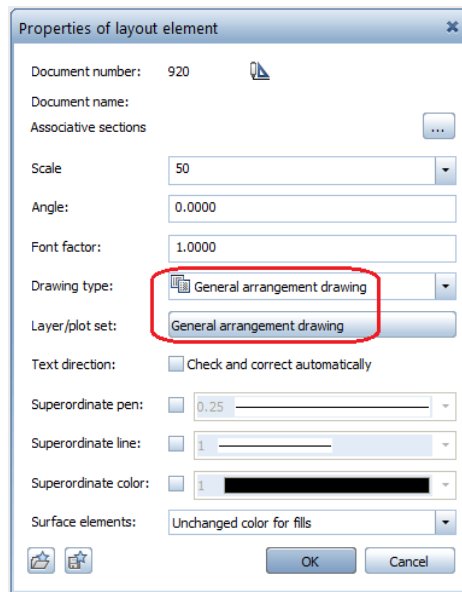 Properties of layout element
Document number: 920
Document name:
Associative sections
...
Scale 50
Angle: 0.0000
Font factor: 1.0000
Drawing type: General arrangement drawing
Layer/plot set: General arrangement drawing
Text direction: Check and correct automatically
Superordinate pen: 0.25
Superordinate line: 1
Superordinate color: 1
Surface elements: Unchanged color for fills
OK Cancel